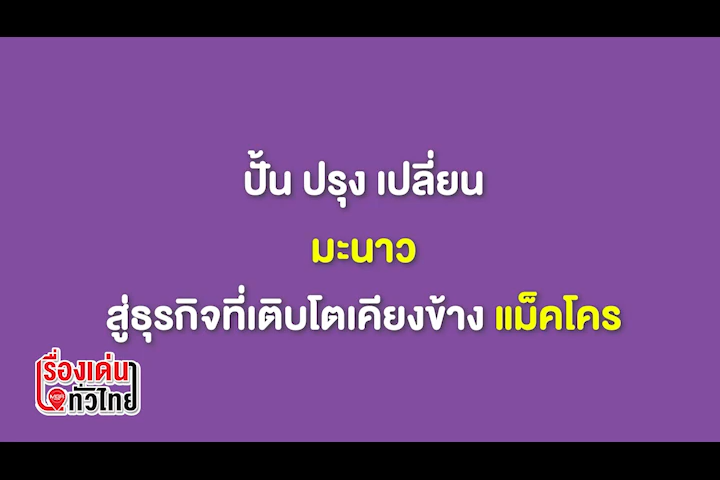 ปั้น ปรุง เปลี่ยน
มะนาว
สู่ธุรกิจที่เติบโตเคียงข้าง แม็คโคร
เรื่องเด่น
ทั่วไทย